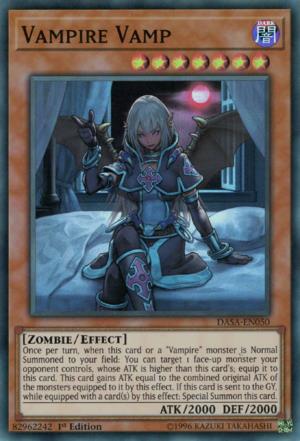 Vampire Vamp
DARK
闇
DASA-EN050
[Zombie/Effect]
Once per turn, when this card or a "Vampire" monster is Normal
Summoned to your field: You can target 1 face-up monster your
opponent controls, whose ATK is higher than this card's; equip it to
this card. This card gains ATK equal to the combined original ATK of
the monsters equipped to it by this effect. If this card is sent to the GY,
while equipped with a card(s) by this effect: Special Summon this card.
ATK/2000 DEF/2000
82962242
1st Edition
©1996 KAZUKI TAKAHASHI